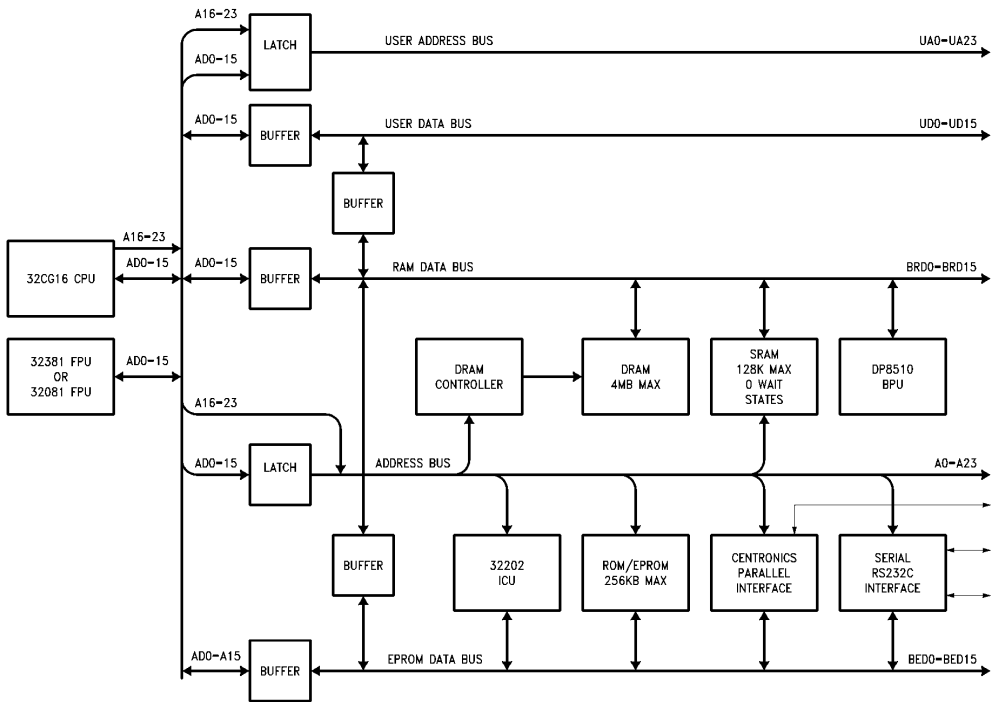 A16-23
LATCH
USER ADDRESS BUS
UA0-UA23
AD0-15
AD0-15
BUFFER
USER DATA BUS
UD0-UD15
BUFFER
A16-23
32CG16 CPU
AD0-15
AD0-15
BUFFER
RAM DATA BUS
BRD0-BRD15
32381 FPU
OR
32081 FPU
AD0-15
DRAM
CONTROLLER
DRAM
4MB MAX
SRAM
128K MAX
0 WAIT
STATES
DP8510
BPU
A16-23
AD0-15
LATCH
ADDRESS BUS
A0-A23
BUFFER
32202
ICU
ROM/EPROM
256KB MAX
CENTRONICS
PARALLEL
INTERFACE
SERIAL
RS232C
INTERFACE
AD0-A15
BUFFER
EPROM DATA BUS
BED0-BED15